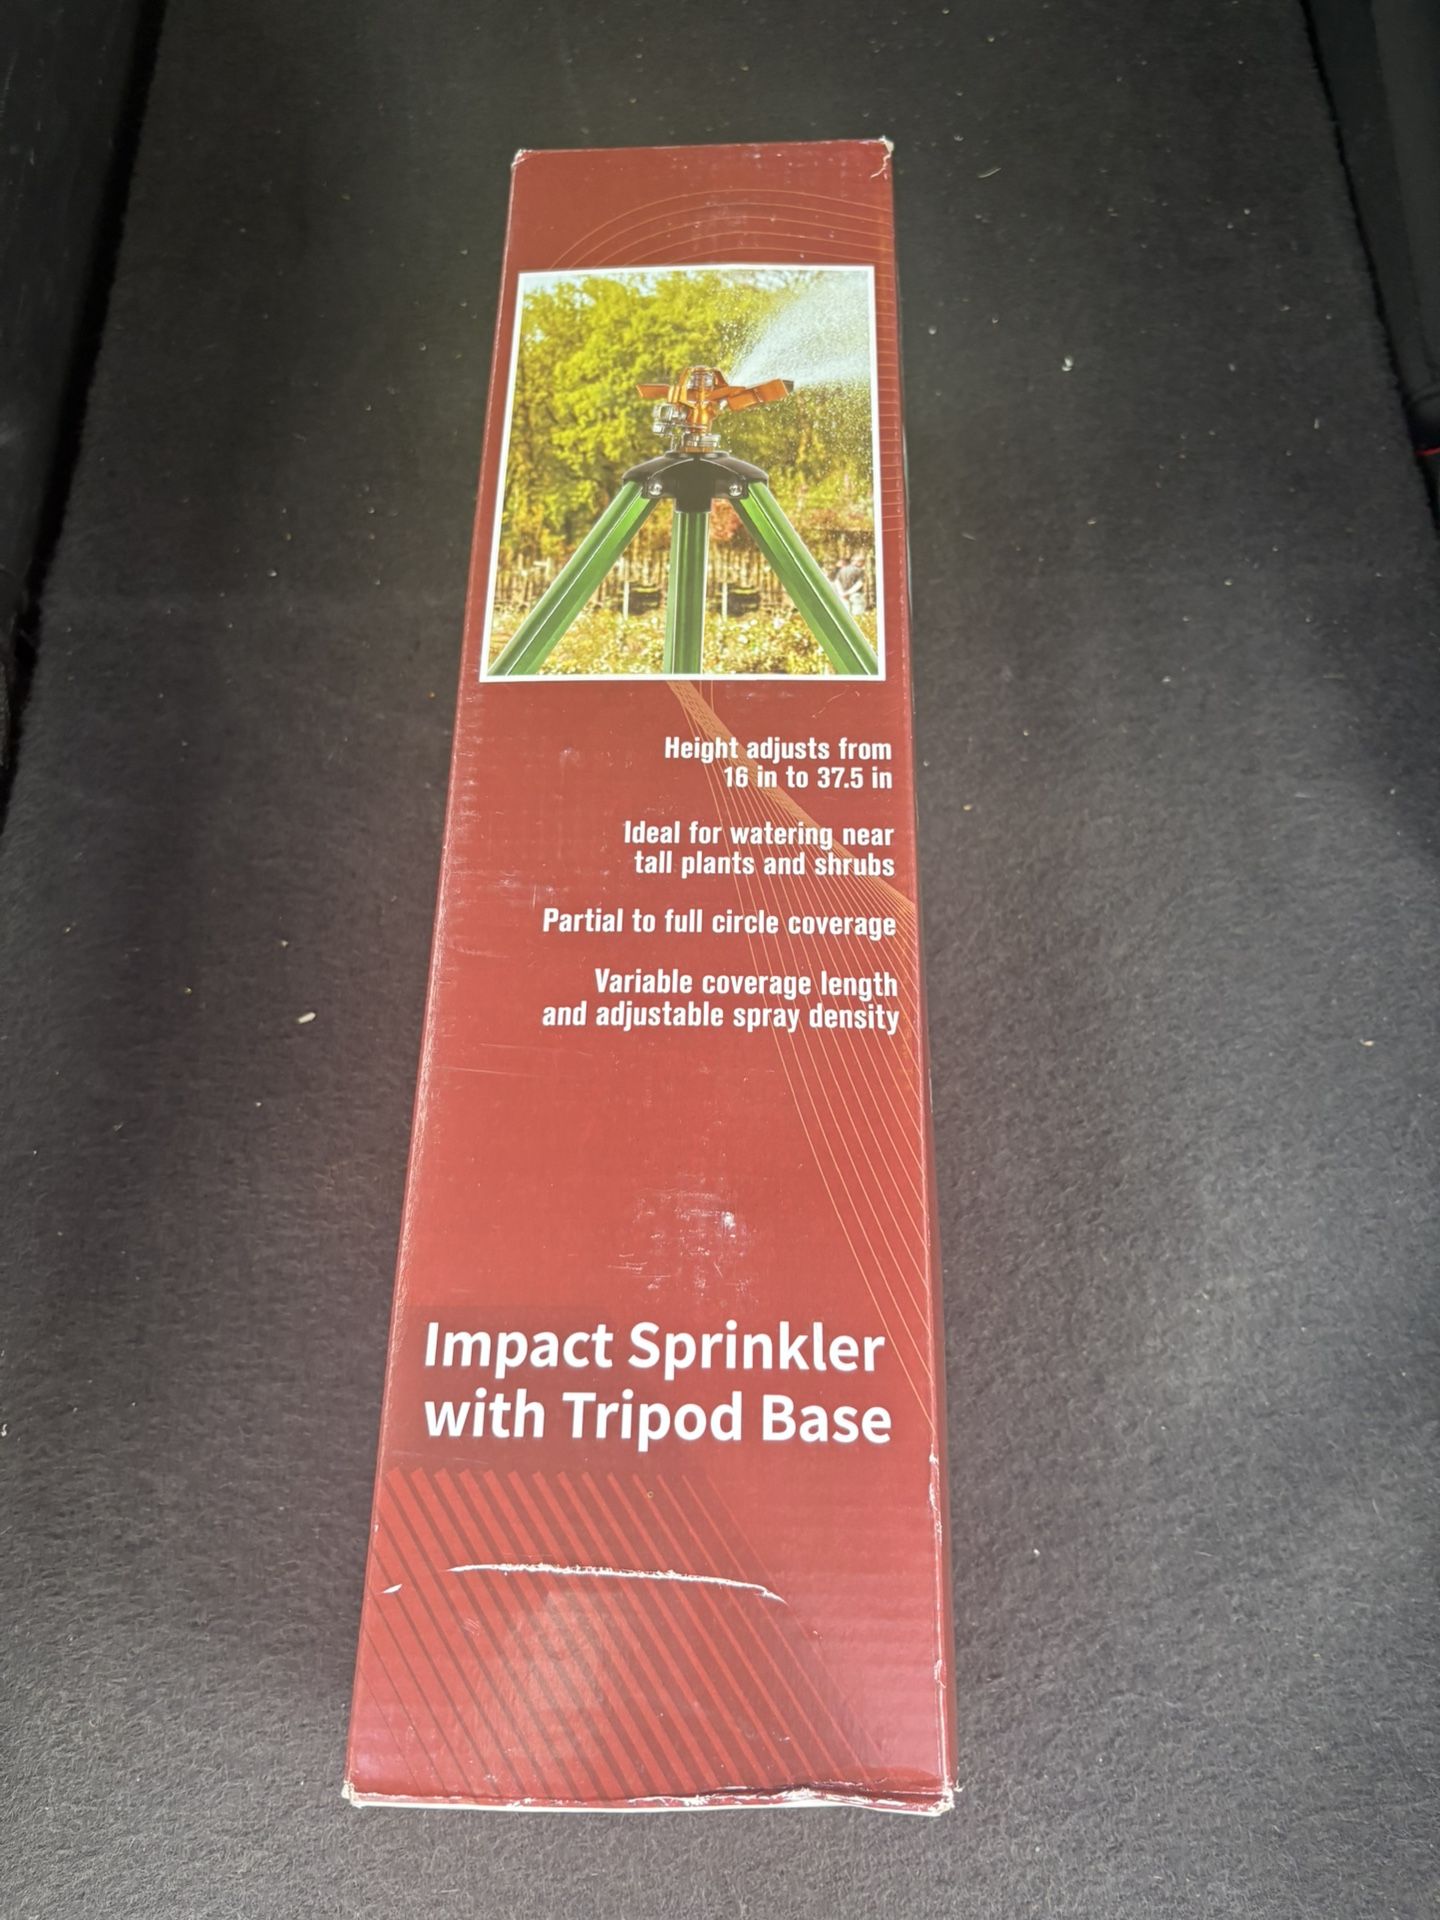 Height adjusts from
16 in to 37.5 in
Ideal for watering near
tall plants and shrubs
Partial to full circle coverage
Variable coverage length
and adjustable spray density
Impact Sprinkler
with Tripod Base